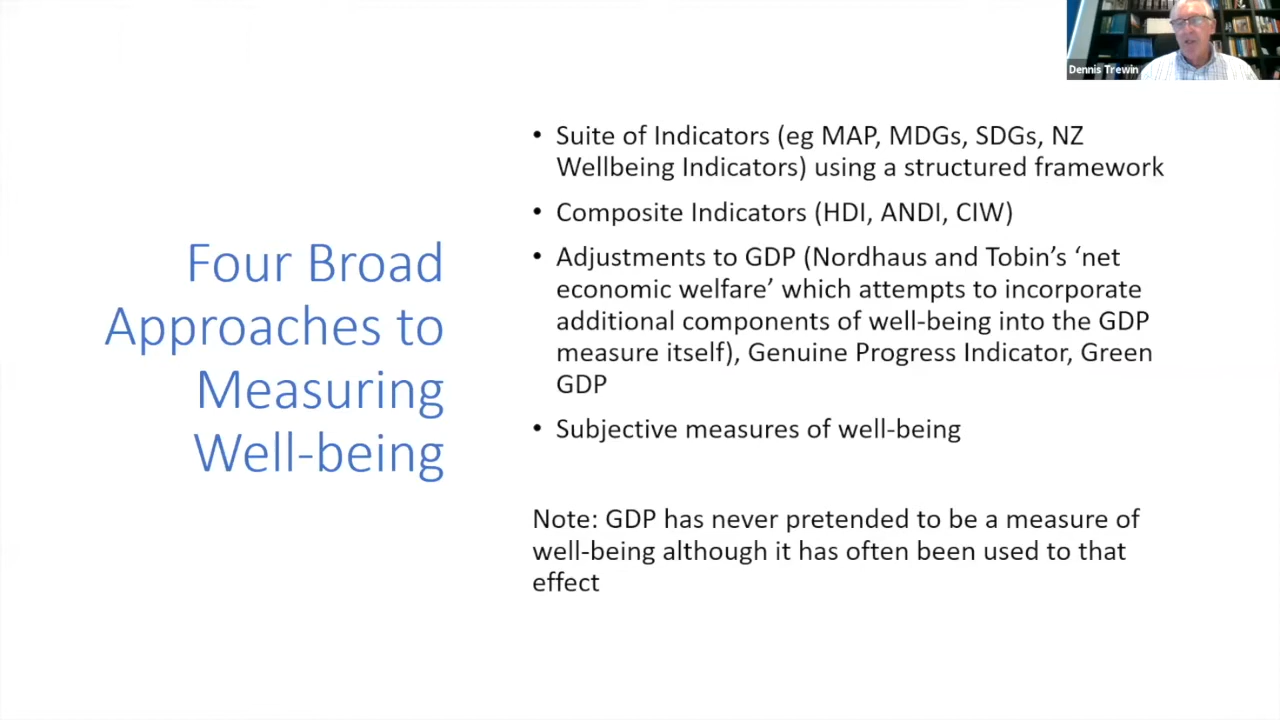 Dennis Trewin
Four Broad
Approaches to
Measuring
Well-being
• Suite of Indicators (eg MAP, MDGs, SDGs, NZ
Wellbeing Indicators) using a structured framework
• Composite Indicators (HDI, ANDI, CIW)
• Adjustments to GDP (Nordhaus and Tobin’s ‘net
economic welfare’ which attempts to incorporate
additional components of well-being into the GDP
measure itself), Genuine Progress Indicator, Green
GDP
• Subjective measures of well-being
Note: GDP has never pretended to be a measure of
well-being although it has often been used to that
effect